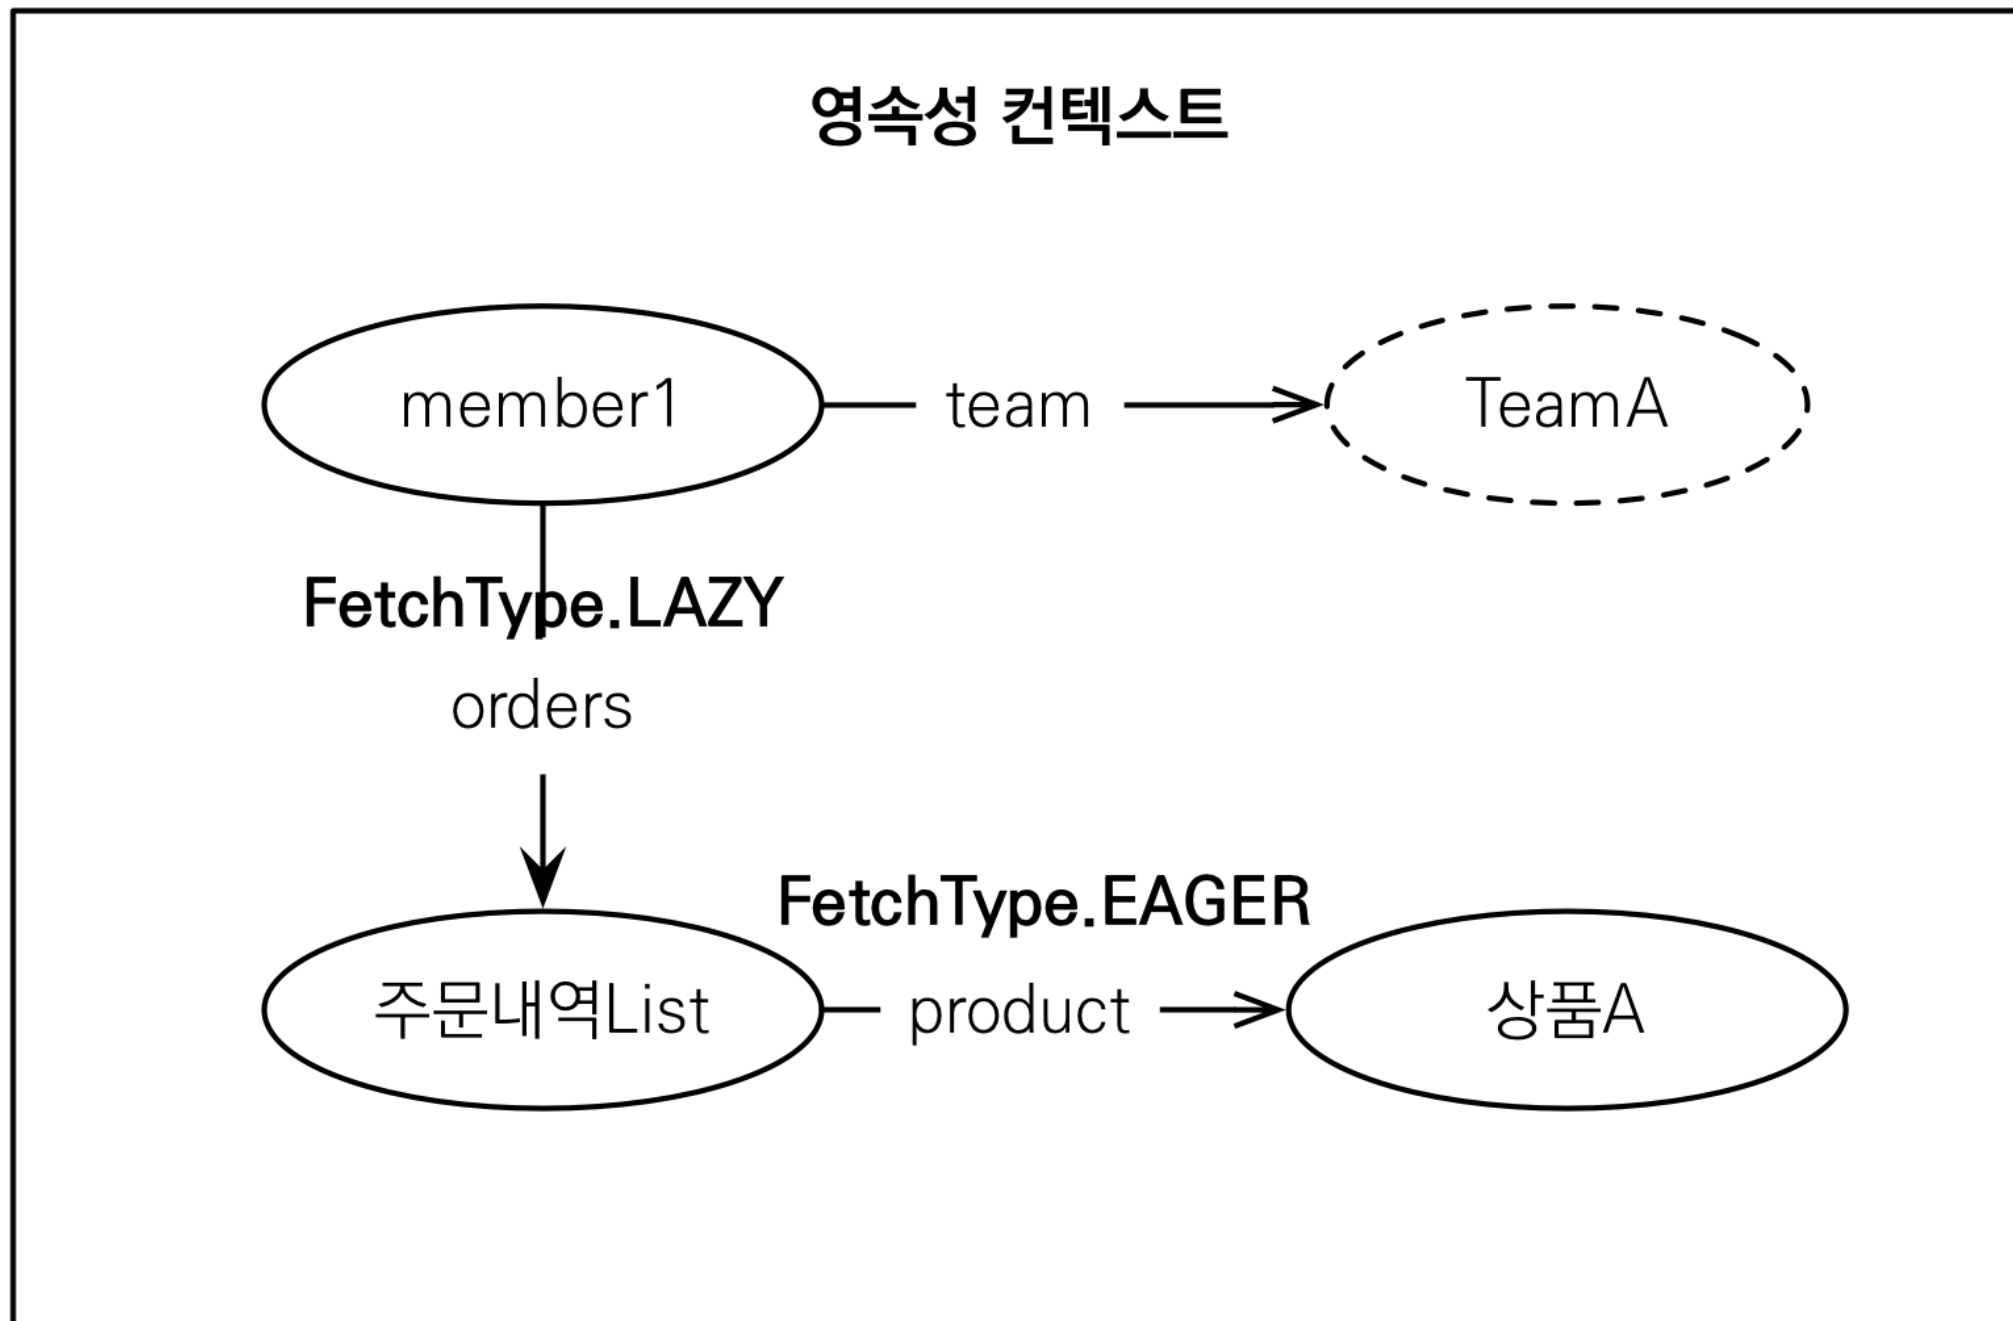 영속성 컨텍스트
member1
team
TeamA
FetchType.LAZY
orders
FetchType.EAGER
주문내역List
product
상품A